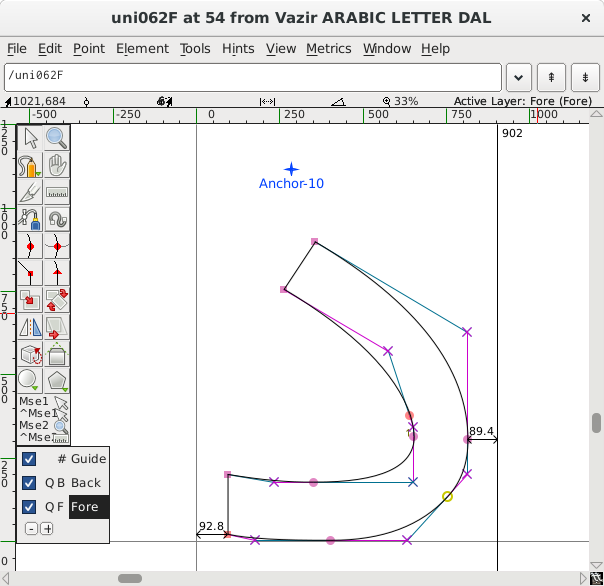 uni062F at 54 from Vazir ARABIC LETTER DAL ×
File Edit Point Element Tools Hints View Metrics Window Help
/uni062F
1021,684 33% Active Layer: Fore (Fore)
-500 -250 0 250 500 750 1000
902
Anchor-10
89.4
92.8
Mse1
^Mse1
Mse2
# Guide
Q B Back
Q F Fore
- +